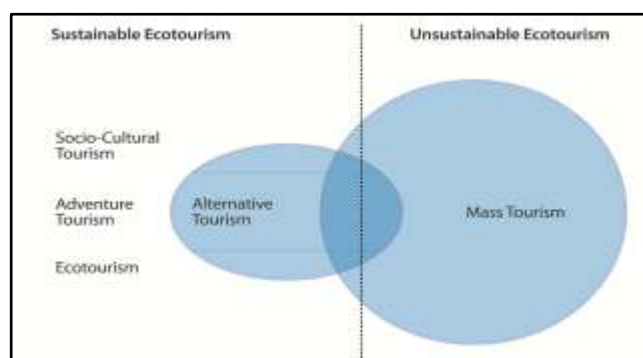 Sustainable Ecotourism
Unsustainable Ecotourism
Socio-Cultural
Tourism
Adventure
Tourism
Alternative
Tourism
Mass Tourism
Ecotourism